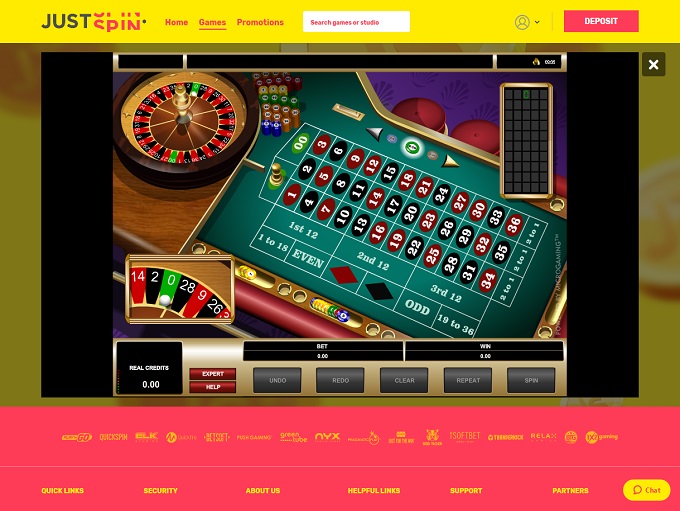 JUST SPIN
Home Games Promotions
Search games or studio
DEPOSIT
00 3 6 9 12 15 18 21 24 27 30 33 36 2 to 1
2 5 8 11 14 17 20 23 26 29 32 35 2 to 1
1 4 7 10 13 16 19 22 25 28 31 34 2 to 1
1st 12 2nd 12 3rd 12
1 to 18 EVEN ODD 19 to 36
14 2 0 28 9 26
BET
0.00
WIN
0.00
REAL CREDITS
0.00
EXPERT
HELP
UNDO REDO CLEAR REPEAT SPIN
QUICKSPIN ELK BETSOFT PUSH GAMING greentube NYX 1SOFTBET THUNDERKICK RELAX gaming
QUICK LINKS SECURITY ABOUT US HELPFUL LINKS SUPPORT PARTNERS
Chat